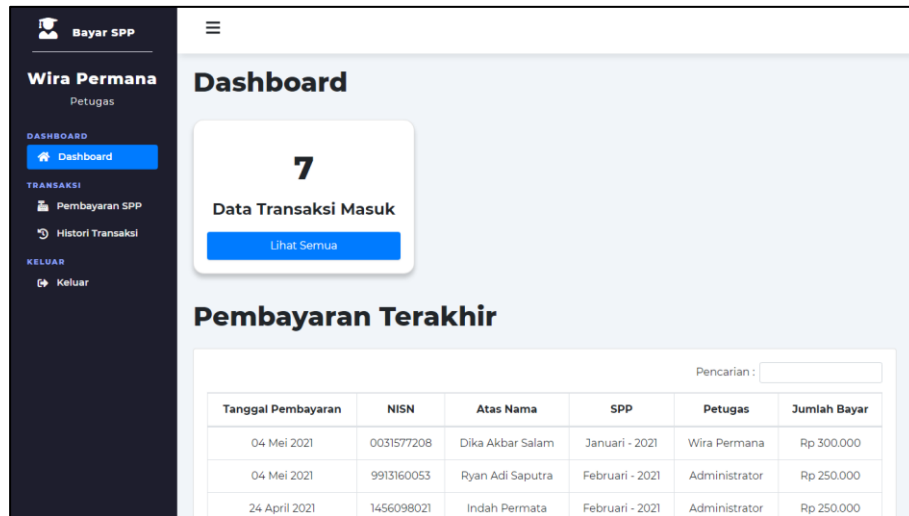 Bayar SPP
Wira Permana
Petugas
DASHBOARD
Dashboard
TRANSAKSI
Pembayaran SPP
Histori Transaksi
KELUAR
Keluar
Dashboard
7
Data Transaksi Masuk
Lihat Semua
Pembayaran Terakhir
Pencarian :
Tanggal Pembayaran NISN Atas Nama SPP Petugas Jumlah Bayar
04 Mei 2021 0031577208 Dika Akbar Salam Januari - 2021 Wira Permana Rp 300.000
04 Mei 2021 9913160053 Ryan Adi Saputra Februari - 2021 Administrator Rp 250.000
24 April 2021 1456098021 Indah Permata Februari - 2021 Administrator Rp 250.000